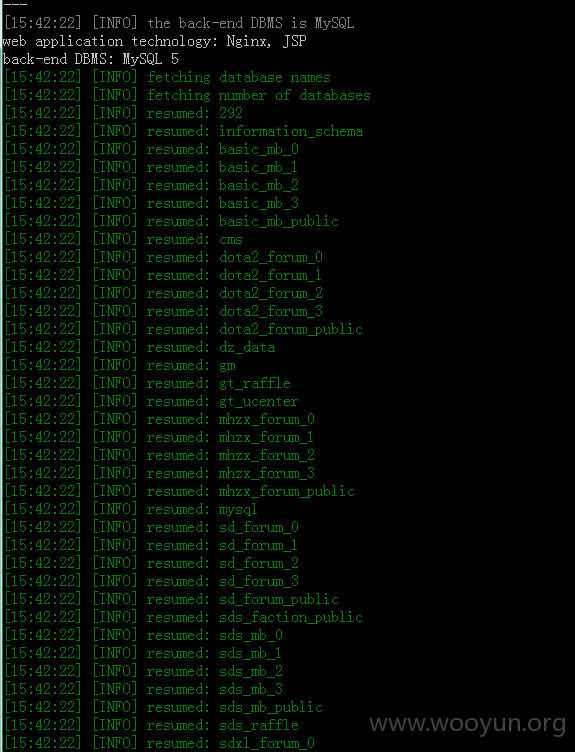 ---
[15:42:22] [INFO] the back-end DBMS is MySQL
web application technology: Nginx, JSP
back-end DBMS: MySQL 5
[15:42:22] [INFO] fetching database names
[15:42:22] [INFO] fetching number of databases
[15:42:22] [INFO] resumed: 292
[15:42:22] [INFO] resumed: information_schema
[15:42:22] [INFO] resumed: basic_mb_0
[15:42:22] [INFO] resumed: basic_mb_1
[15:42:22] [INFO] resumed: basic_mb_2
[15:42:22] [INFO] resumed: basic_mb_3
[15:42:22] [INFO] resumed: basic_mb_public
[15:42:22] [INFO] resumed: cms
[15:42:22] [INFO] resumed: dota2_forum_0
[15:42:22] [INFO] resumed: dota2_forum_1
[15:42:22] [INFO] resumed: dota2_forum_2
[15:42:22] [INFO] resumed: dota2_forum_3
[15:42:22] [INFO] resumed: dota2_forum_public
[15:42:22] [INFO] resumed: dz_data
[15:42:22] [INFO] resumed: gm
[15:42:22] [INFO] resumed: gt_raffle
[15:42:22] [INFO] resumed: gt_ucenter
[15:42:22] [INFO] resumed: mhzx_forum_0
[15:42:22] [INFO] resumed: mhzx_forum_1
[15:42:22] [INFO] resumed: mhzx_forum_2
[15:42:22] [INFO] resumed: mhzx_forum_3
[15:42:22] [INFO] resumed: mhzx_forum_public
[15:42:22] [INFO] resumed: mysql
[15:42:22] [INFO] resumed: sd_forum_0
[15:42:22] [INFO] resumed: sd_forum_1
[15:42:22] [INFO] resumed: sd_forum_2
[15:42:22] [INFO] resumed: sd_forum_3
[15:42:22] [INFO] resumed: sd_forum_public
[15:42:22] [INFO] resumed: sds_faction_public
[15:42:22] [INFO] resumed: sds_mb_0
[15:42:22] [INFO] resumed: sds_mb_1
[15:42:22] [INFO] resumed: sds_mb_2
[15:42:22] [INFO] resumed: sds_mb_3
[15:42:22] [INFO] resumed: sds_mb_public
[15:42:22] [INFO] resumed: sds_raffle
[15:42:22] [INFO] resumed: sdxl_forum_0
www.wooyun.org